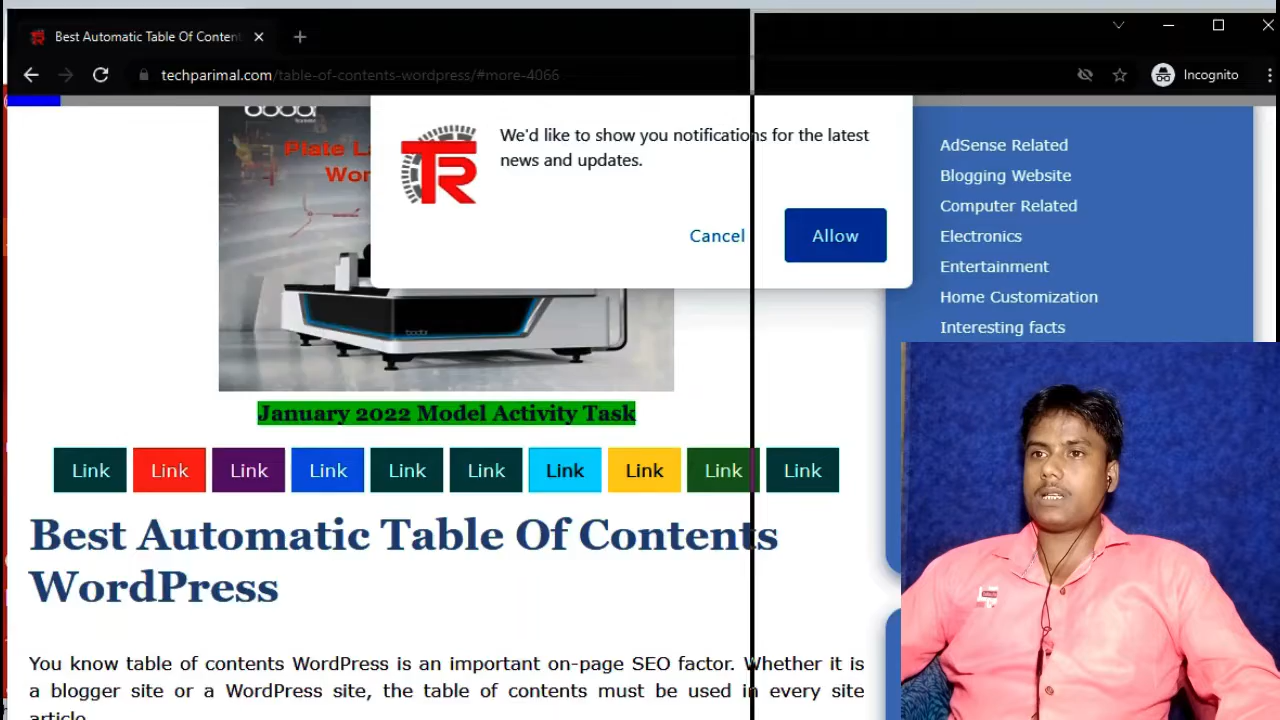 Best Automatic Table Of Conten
techparimal.com/table-of-contents-wordpress/#more-4066
Incognito
We'd like to show you notifications for the latest
news and updates.
TR
Cancel
Allow
AdSense Related
Blogging Website
Computer Related
Electronics
Entertainment
Home Customization
Interesting facts
January 2022 Model Activity Task
Link Link Link Link Link Link Link Link Link Link
Best Automatic Table Of Contents
WordPress
You know table of contents WordPress is an important on-page SEO factor. Whether it is
a blogger site or a WordPress site, the table of contents must be used in every site
article.